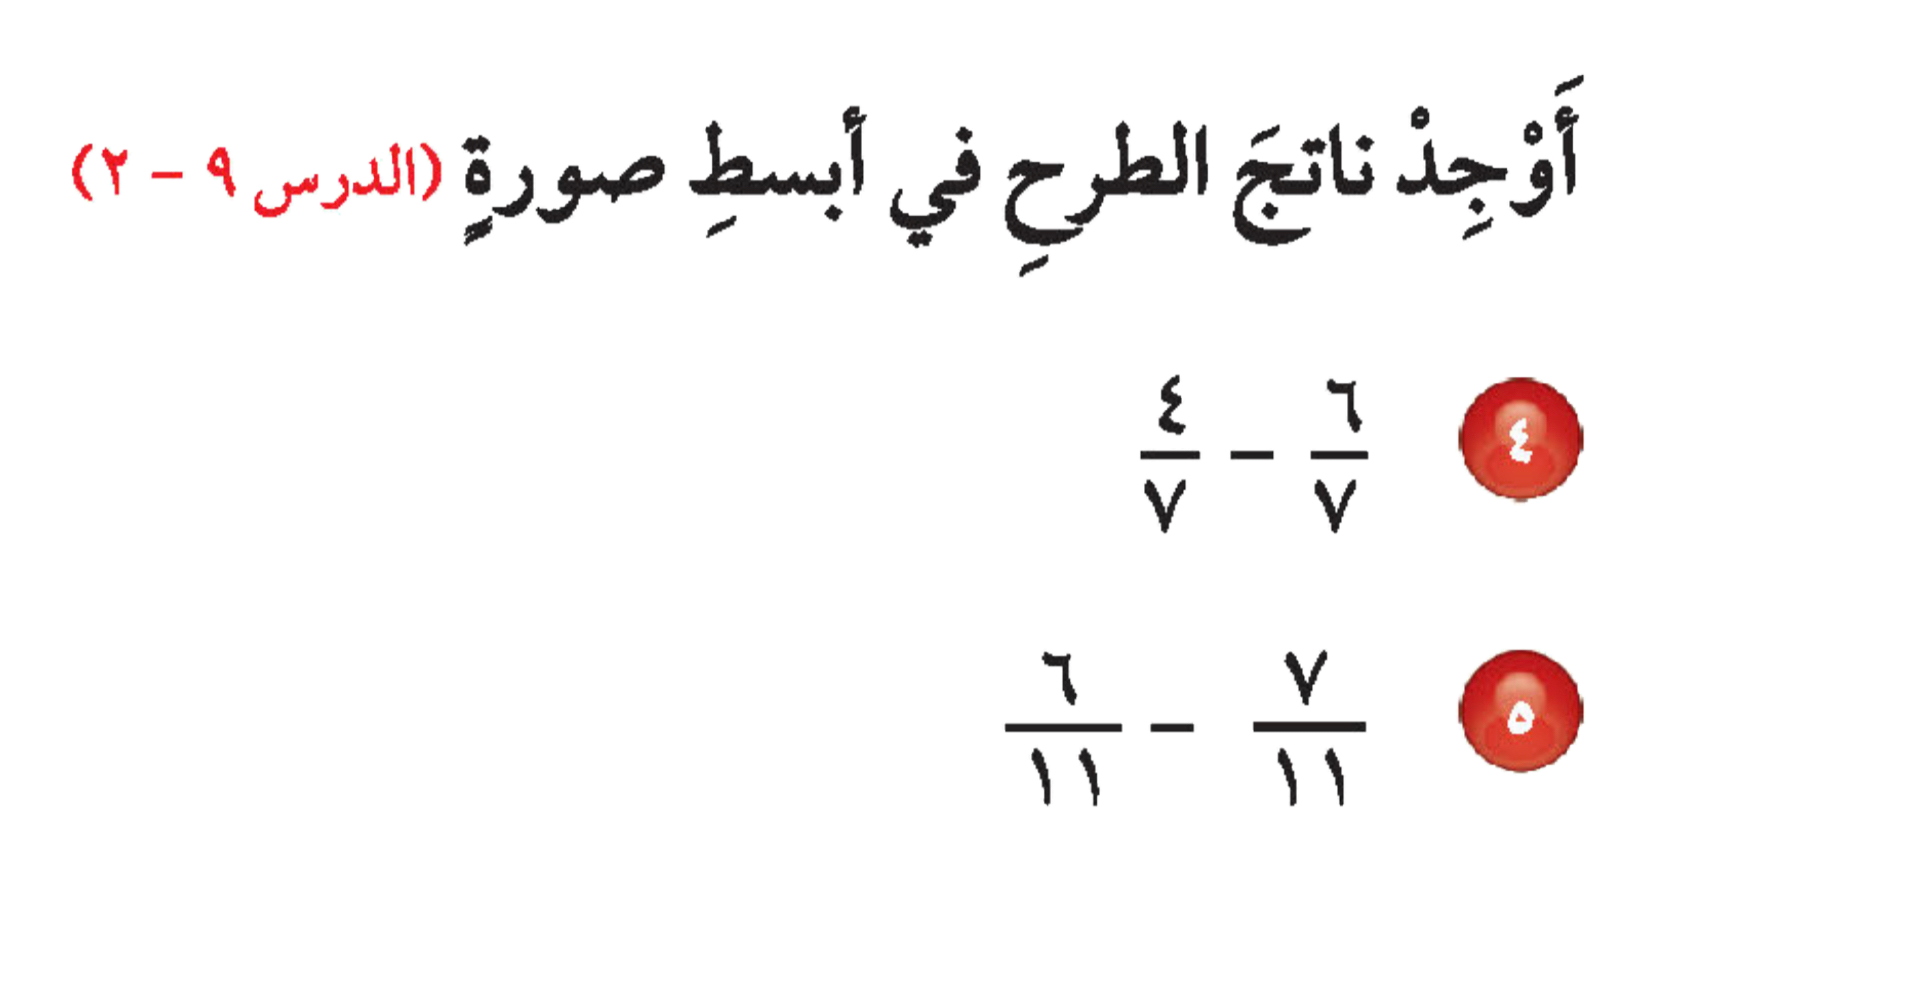 أَوْجِدْ ناتجَ الطرحِ في أبسطِ صورةٍ (الدرس ٩ – ٢)
٤ ٦/٧ – ٤/٧
٥ ٧/١١ – ٦/١١